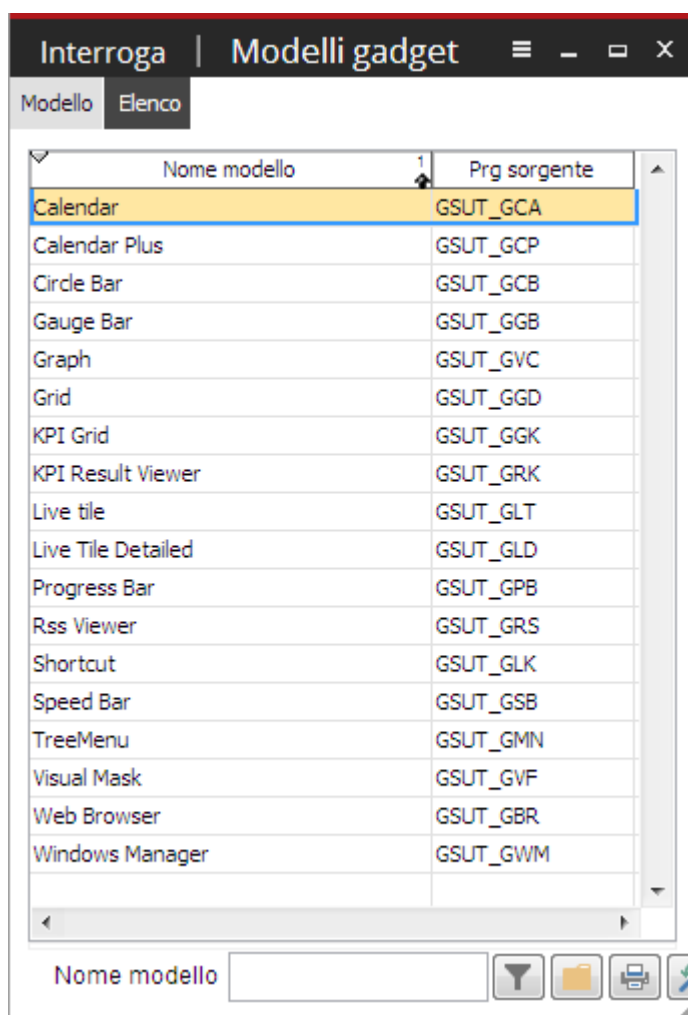 Interroga | Modelli gadget
Modello Elenco
Nome modello 1 Prg sorgente
Calendar GSUT_GCA
Calendar Plus GSUT_GCP
Circle Bar GSUT_GCB
Gauge Bar GSUT_GGB
Graph GSUT_GVC
Grid GSUT_GGD
KPI Grid GSUT_GGK
KPI Result Viewer GSUT_GRK
Live tile GSUT_GLT
Live Tile Detailed GSUT_GLD
Progress Bar GSUT_GPB
Rss Viewer GSUT_GRS
Shortcut GSUT_GLK
Speed Bar GSUT_GSB
TreeMenu GSUT_GMN
Visual Mask GSUT_GVF
Web Browser GSUT_GBR
Windows Manager GSUT_GWM
Nome modello